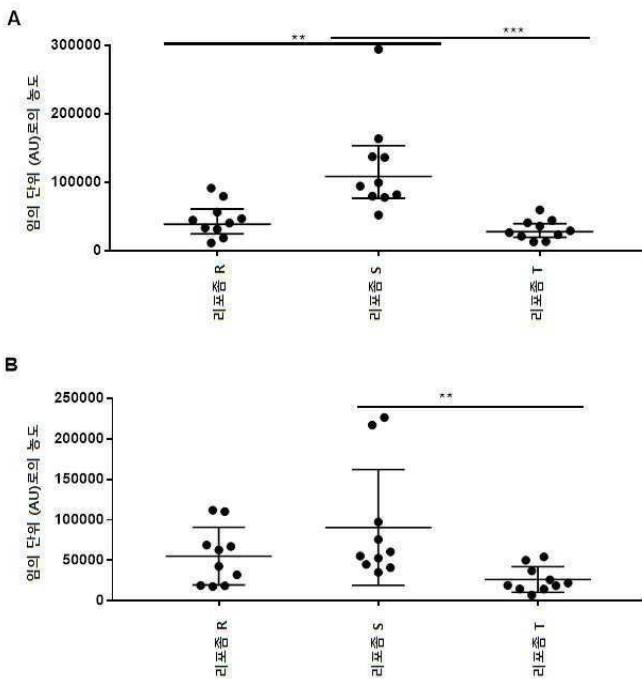 A
300000
200000
100000
0
임의 단위 (AU)로의 농도
**
***
리포좀 R
리포좀 S
리포좀 T
B
250000
200000
150000
100000
50000
0
임의 단위 (AU)로의 농도
**
리포좀 R
리포좀 S
리포좀 T